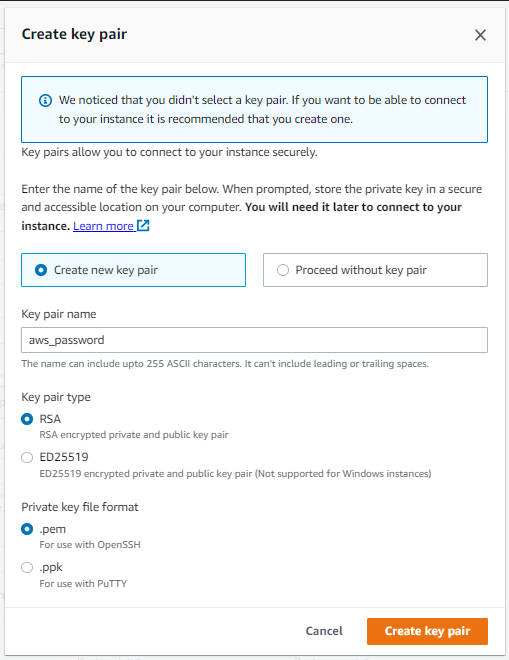 Create key pair
We noticed that you didn't select a key pair. If you want to be able to connect
to your instance it is recommended that you create one.
Key pairs allow you to connect to your instance securely.
Enter the name of the key pair below. When prompted, store the private key in a secure
and accessible location on your computer. You will need it later to connect to your
instance. Learn more
Create new key pair
Proceed without key pair
Key pair name
aws_password
The name can include upto 255 ASCII characters. It can't include leading or trailing spaces.
Key pair type
RSA
RSA encrypted private and public key pair
ED25519
ED25519 encrypted private and public key pair (Not supported for Windows instances)
Private key file format
.pem
For use with OpenSSH
.ppk
For use with PuTTY
Cancel
Create key pair